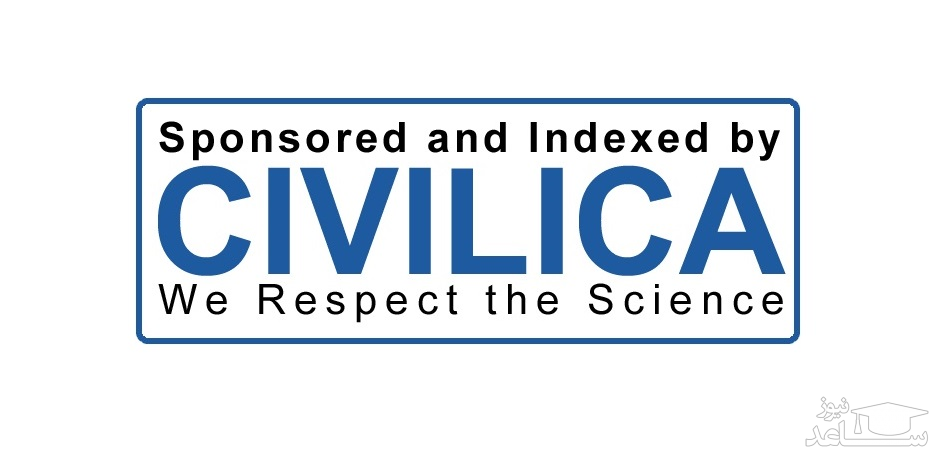 Sponsored and Indexed by
CIVILICA
We Respect the Science
نیوز
ساعد